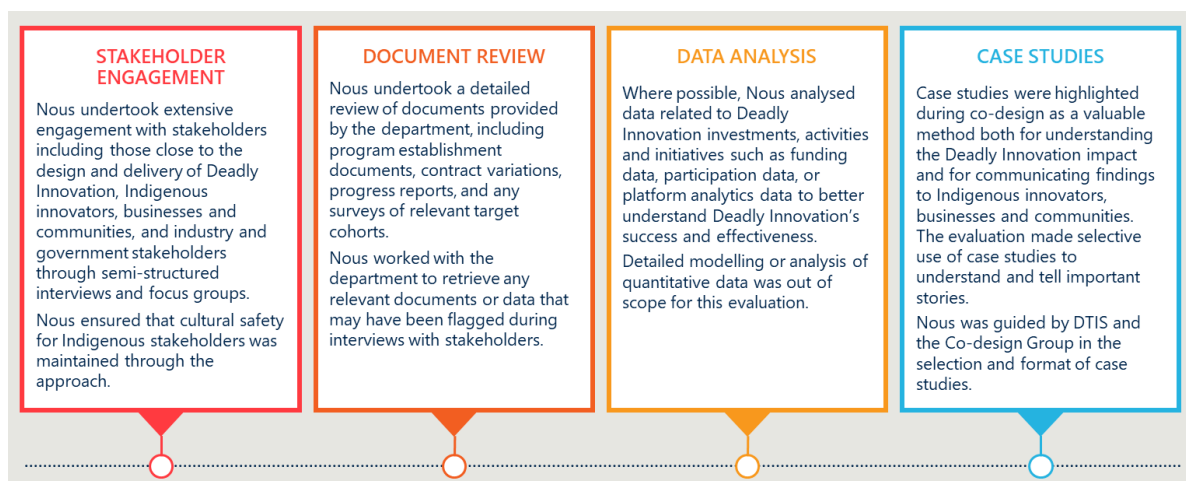 STAKEHOLDER
ENGAGEMENT
Nous undertook extensive
engagement with stakeholders
including those close to the
design and delivery of Deadly
Innovation, Indigenous
innovators, businesses and
communities, and industry and
government stakeholders
through semi-structured
interviews and focus groups.
Nous ensured that cultural safety
for Indigenous stakeholders was
maintained through the
approach.
DOCUMENT REVIEW
Nous undertook a detailed
review of documents provided
by the department, including
program establishment
documents, contract variations,
progress reports, and any
surveys of relevant target
cohorts.
Nous worked with the
department to retrieve any
relevant documents or data that
may have been flagged during
interviews with stakeholders.
DATA ANALYSIS
Where possible, Nous analysed
data related to Deadly
Innovation investments, activities
and initiatives such as funding
data, participation data, or
platform analytics data to better
understand Deadly Innovation's
success and effectiveness.
Detailed modelling or analysis of
quantitative data was out of
scope for this evaluation.
CASE STUDIES
Case studies were highlighted
during co-design as a valuable
method both for understanding
the Deadly Innovation impact
and for communicating findings
to Indigenous innovators,
businesses and communities.
The evaluation made selective
use of case studies to
understand and tell important
stories.
Nous was guided by DTIS and
the Co-design Group in the
selection and format of case
studies.